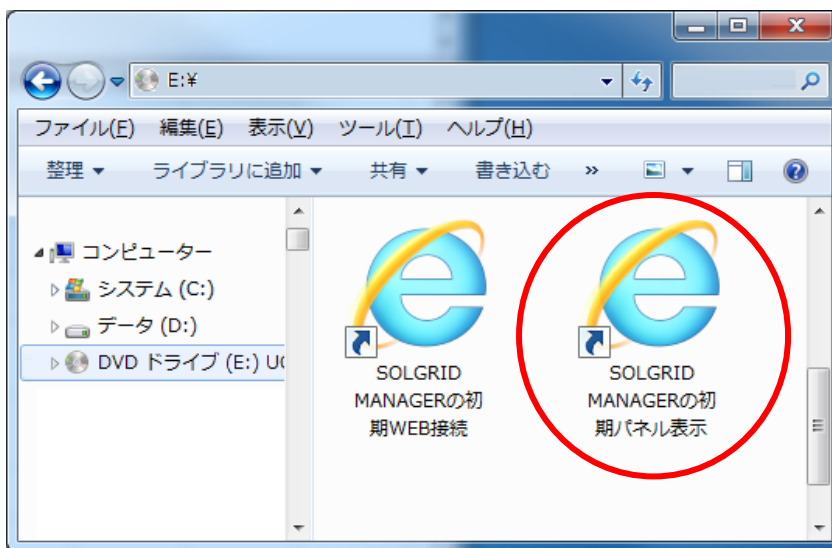 E:¥
ファイル(F) 編集(E) 表示(V) ツール(T) ヘルプ(H)
整理 ライブラリに追加 共有 書き込む »
コンピューター
システム (C:)
データ (D:)
DVD ドライブ (E:)
SOLGRID
MANAGERの初
期WEB接続
SOLGRID
MANAGERの初
期パネル表示